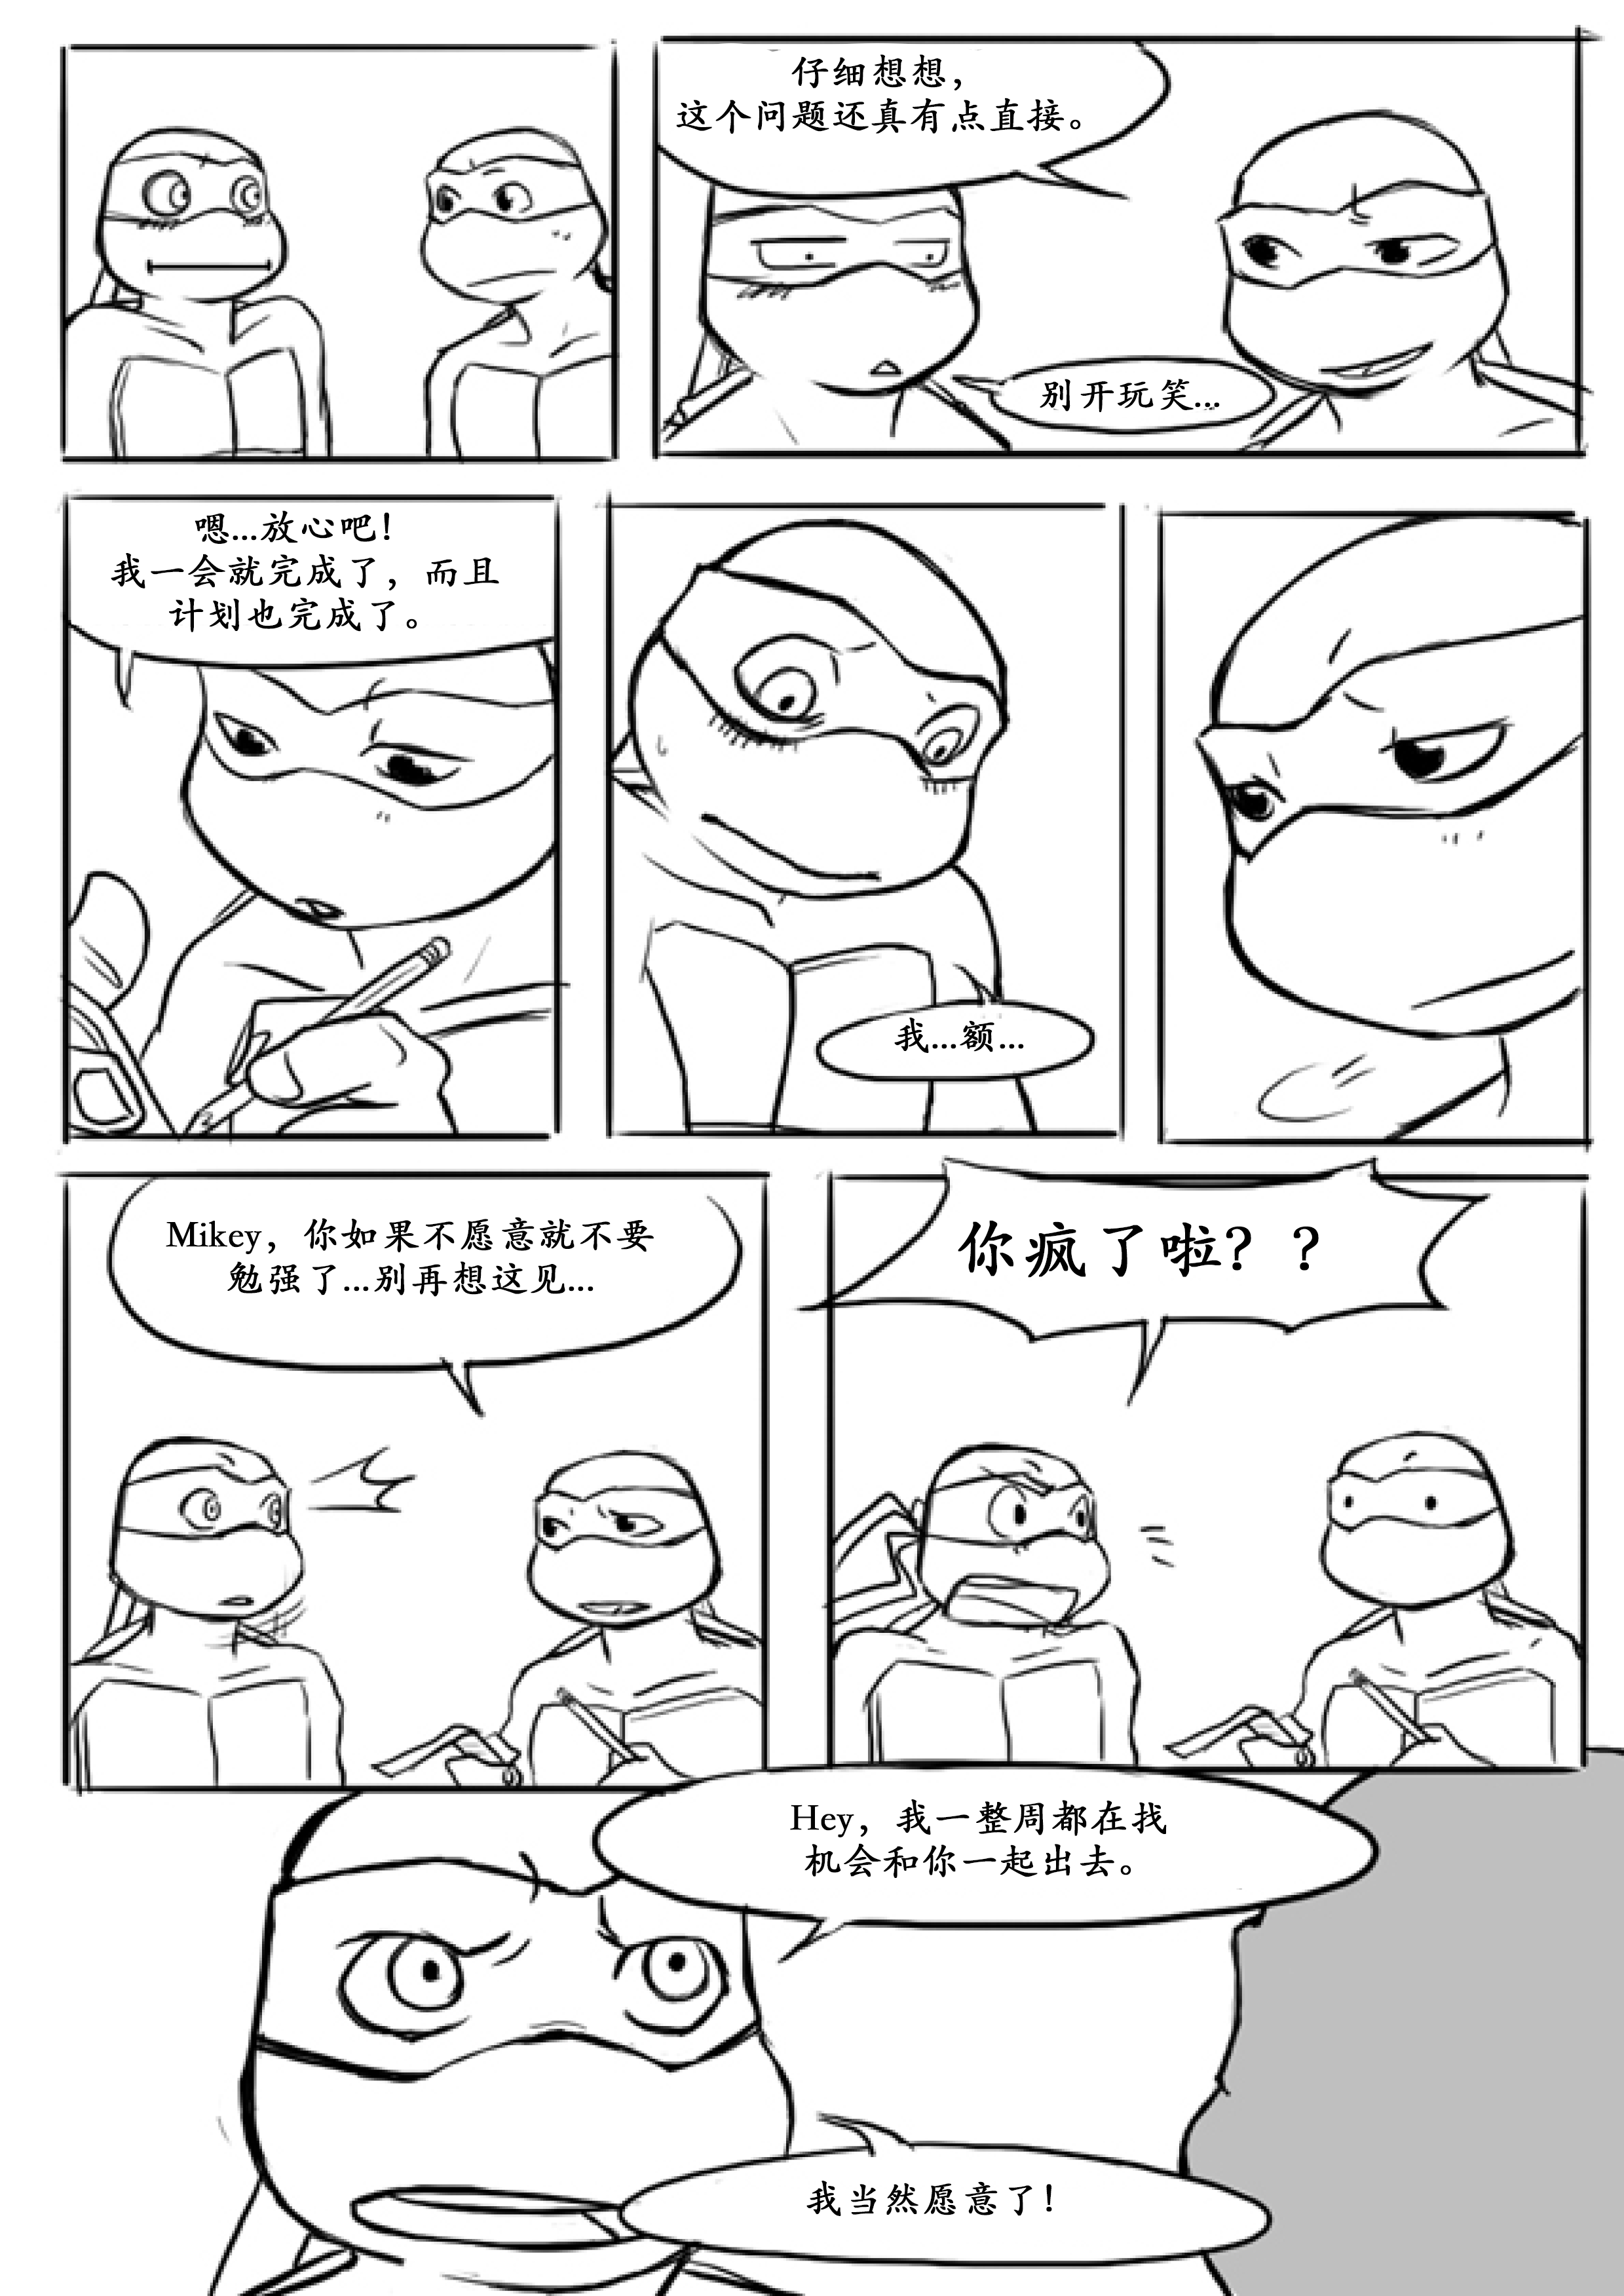 仔细想想，
这个问题还真有点直接。
别开玩笑...
嗯...放心吧！
我一会就完成了，而且
计划也完成了。
我...额...
Mikey，你如果不愿意就不要
勉强了...别再想这见...
你疯了啦？？
Hey，我一整周都在找
机会和你一起出去。
我当然愿意了！